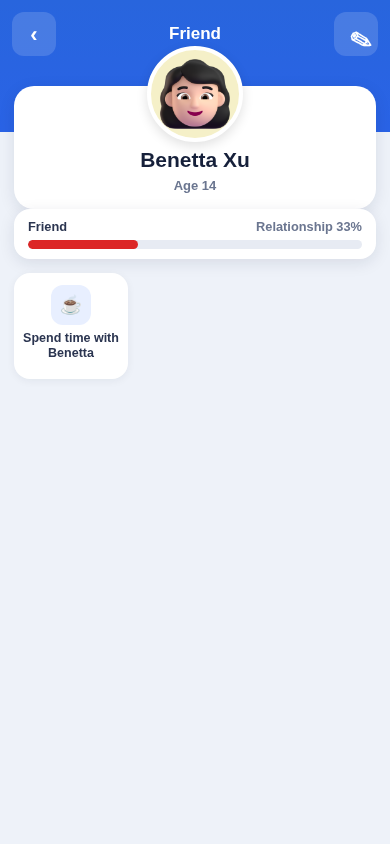 Friend
Benetta Xu
Age 14
Friend
Relationship 33%
Spend time with
Benetta